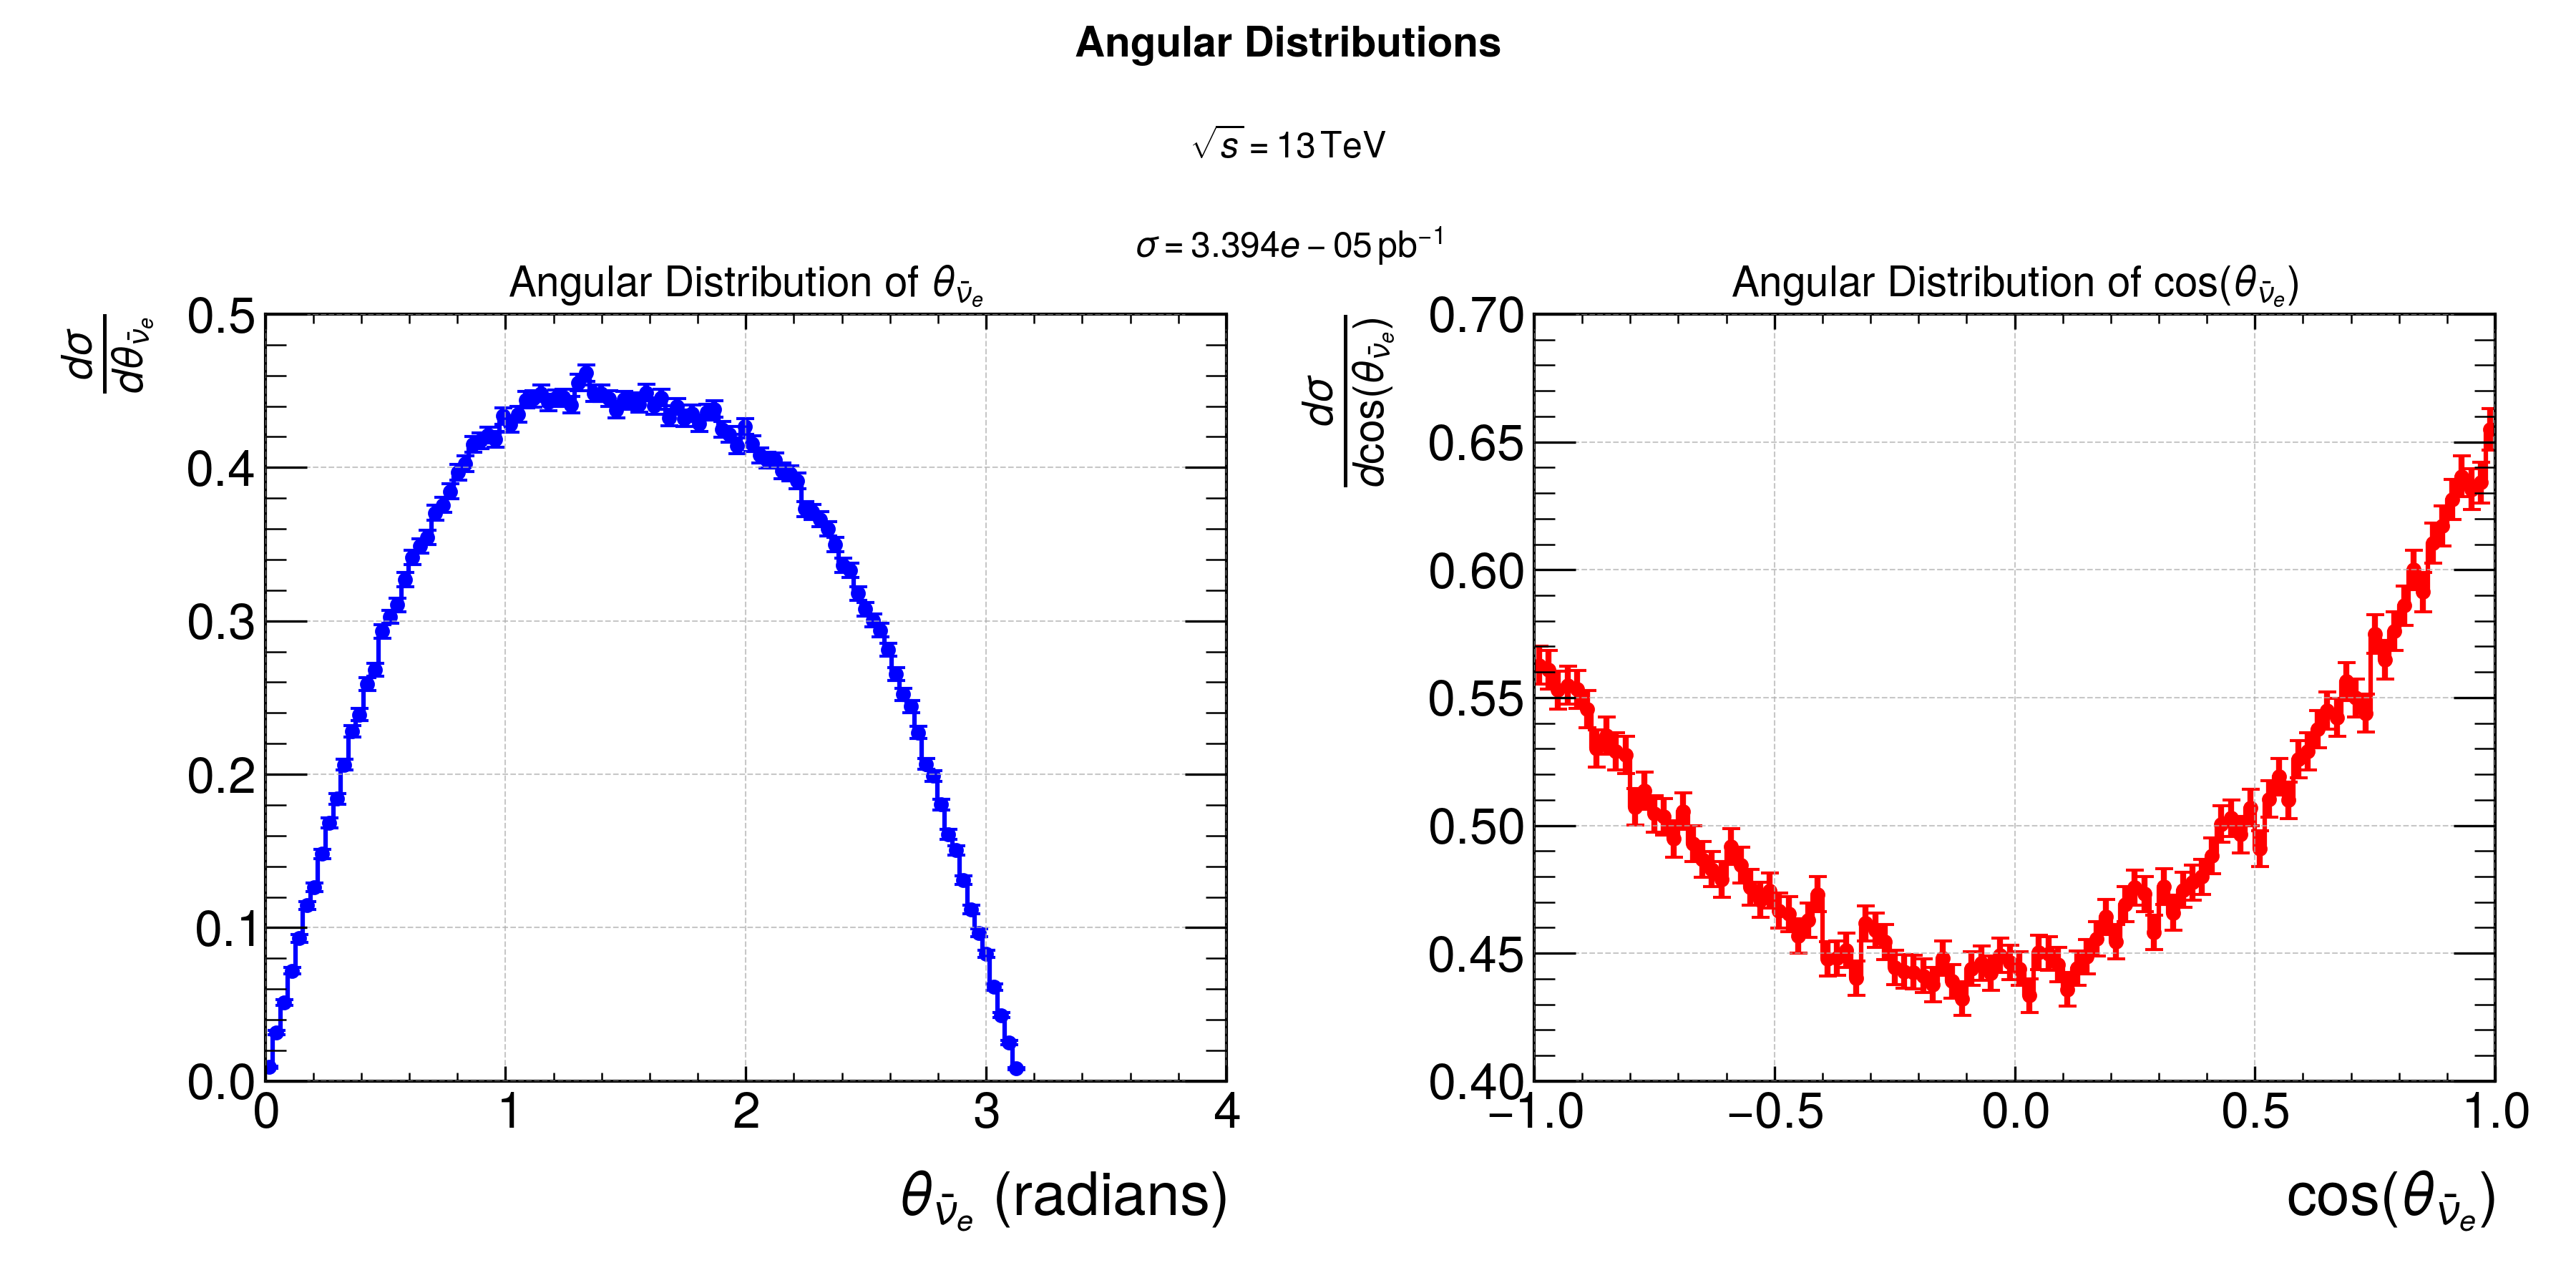 Angular Distributions
√s = 13 TeV
σ = 3.394e − 05 pb⁻¹
Angular Distribution of θ_ν̄ₑ
dσ/dθ_ν̄ₑ
0.5
0.4
0.3
0.2
0.1
0.0
0 1 2 3 4
θ_ν̄ₑ (radians)
Angular Distribution of cos(θ_ν̄ₑ)
dσ/dcos(θ_ν̄ₑ)
0.70
0.65
0.60
0.55
0.50
0.45
0.40
−1.0 −0.5 0.0 0.5 1.0
cos(θ_ν̄ₑ)